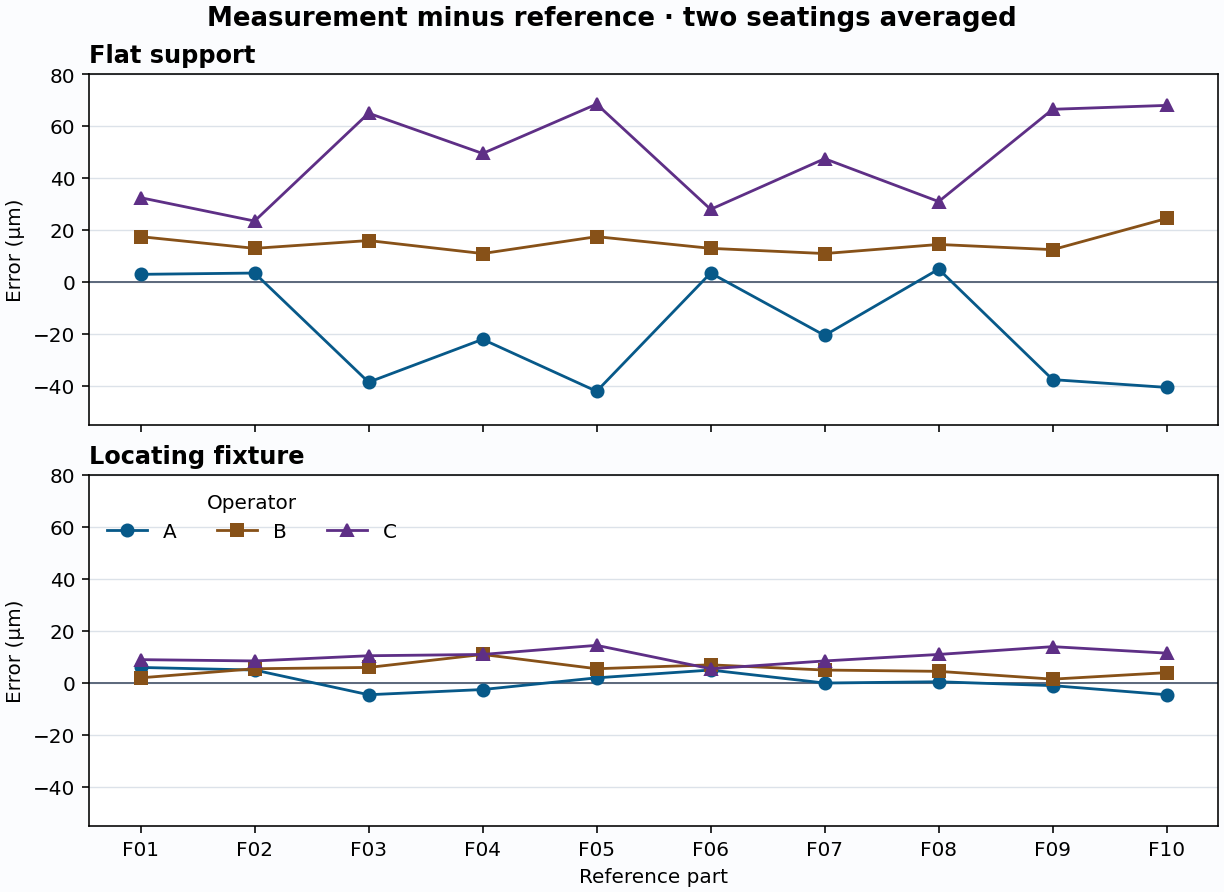 Measurement minus reference · two seatings averaged
Flat support
80
60
40
20
0
−20
−40
Error (µm)
Locating fixture
80
60
40
20
0
−20
−40
Error (µm)
Operator
A B C
F01 F02 F03 F04 F05 F06 F07 F08 F09 F10
Reference part